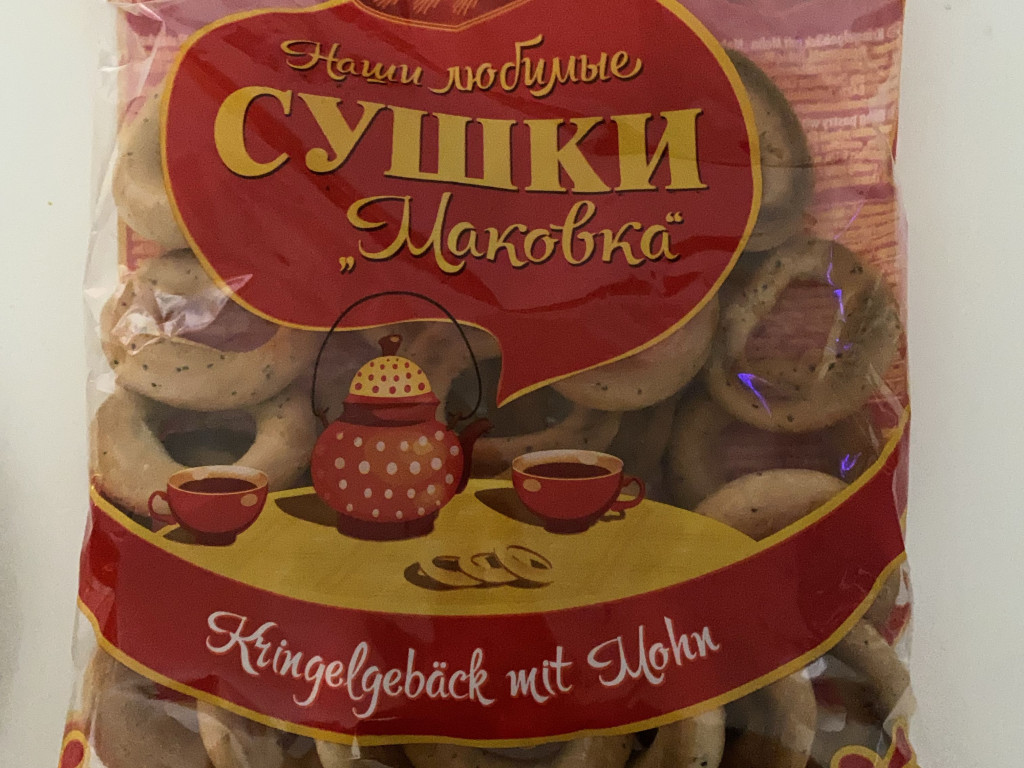 Наши любимые
СУШКИ
„Маковка“
Kringelgebäck mit Mohn